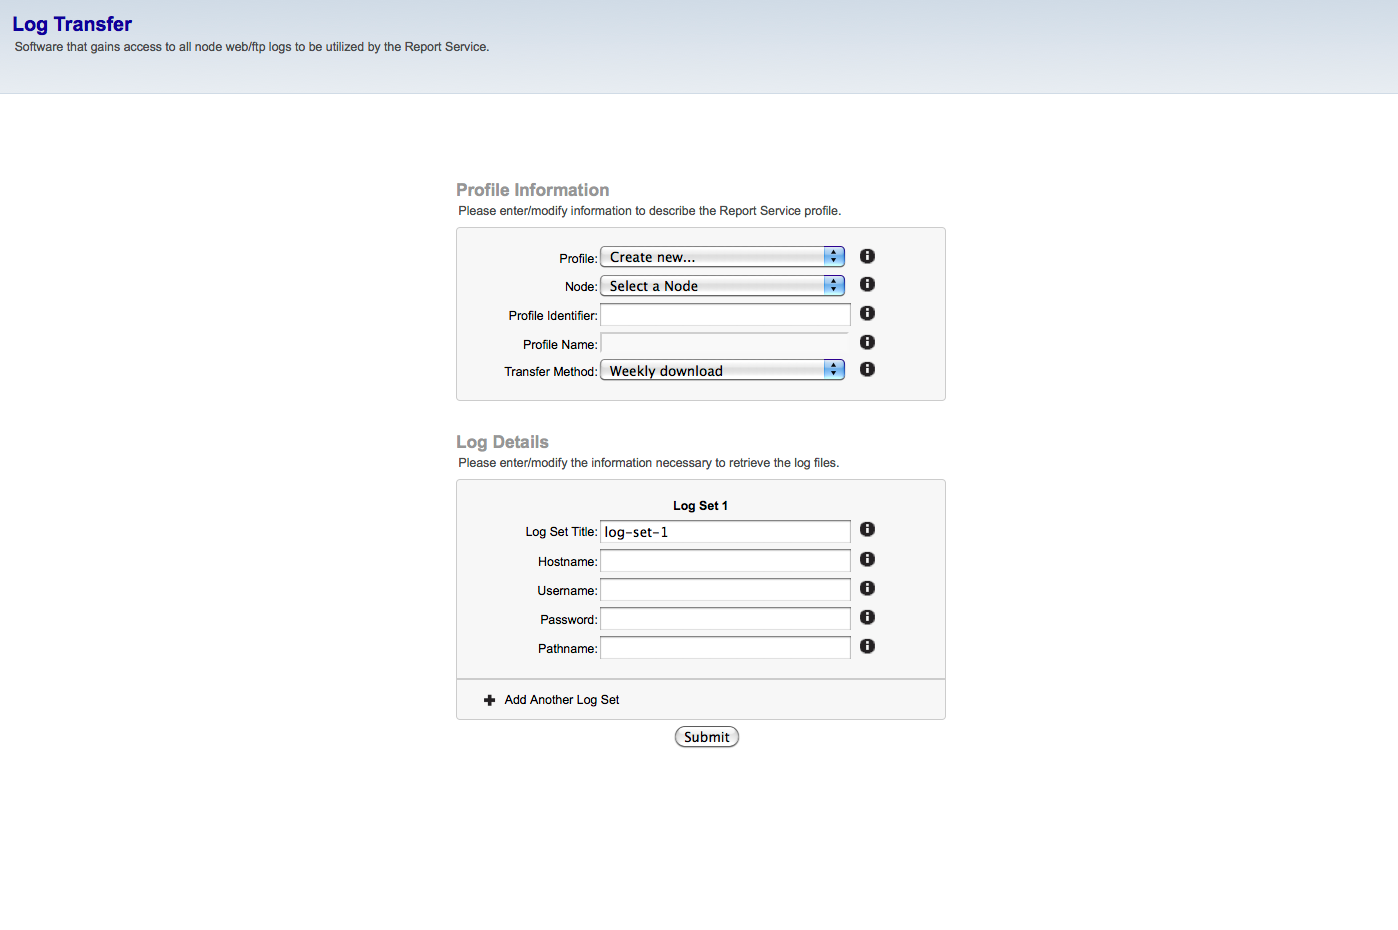 Log Transfer
Software that gains access to all node web/ftp logs to be utilized by the Report Service.
Profile Information
Please enter/modify information to describe the Report Service profile.
Profile: Create new...
Node: Select a Node
Profile Identifier:
Profile Name:
Transfer Method: Weekly download
Log Details
Please enter/modify the information necessary to retrieve the log files.
Log Set 1
Log Set Title: log-set-1
Hostname:
Username:
Password:
Pathname:
Add Another Log Set
Submit